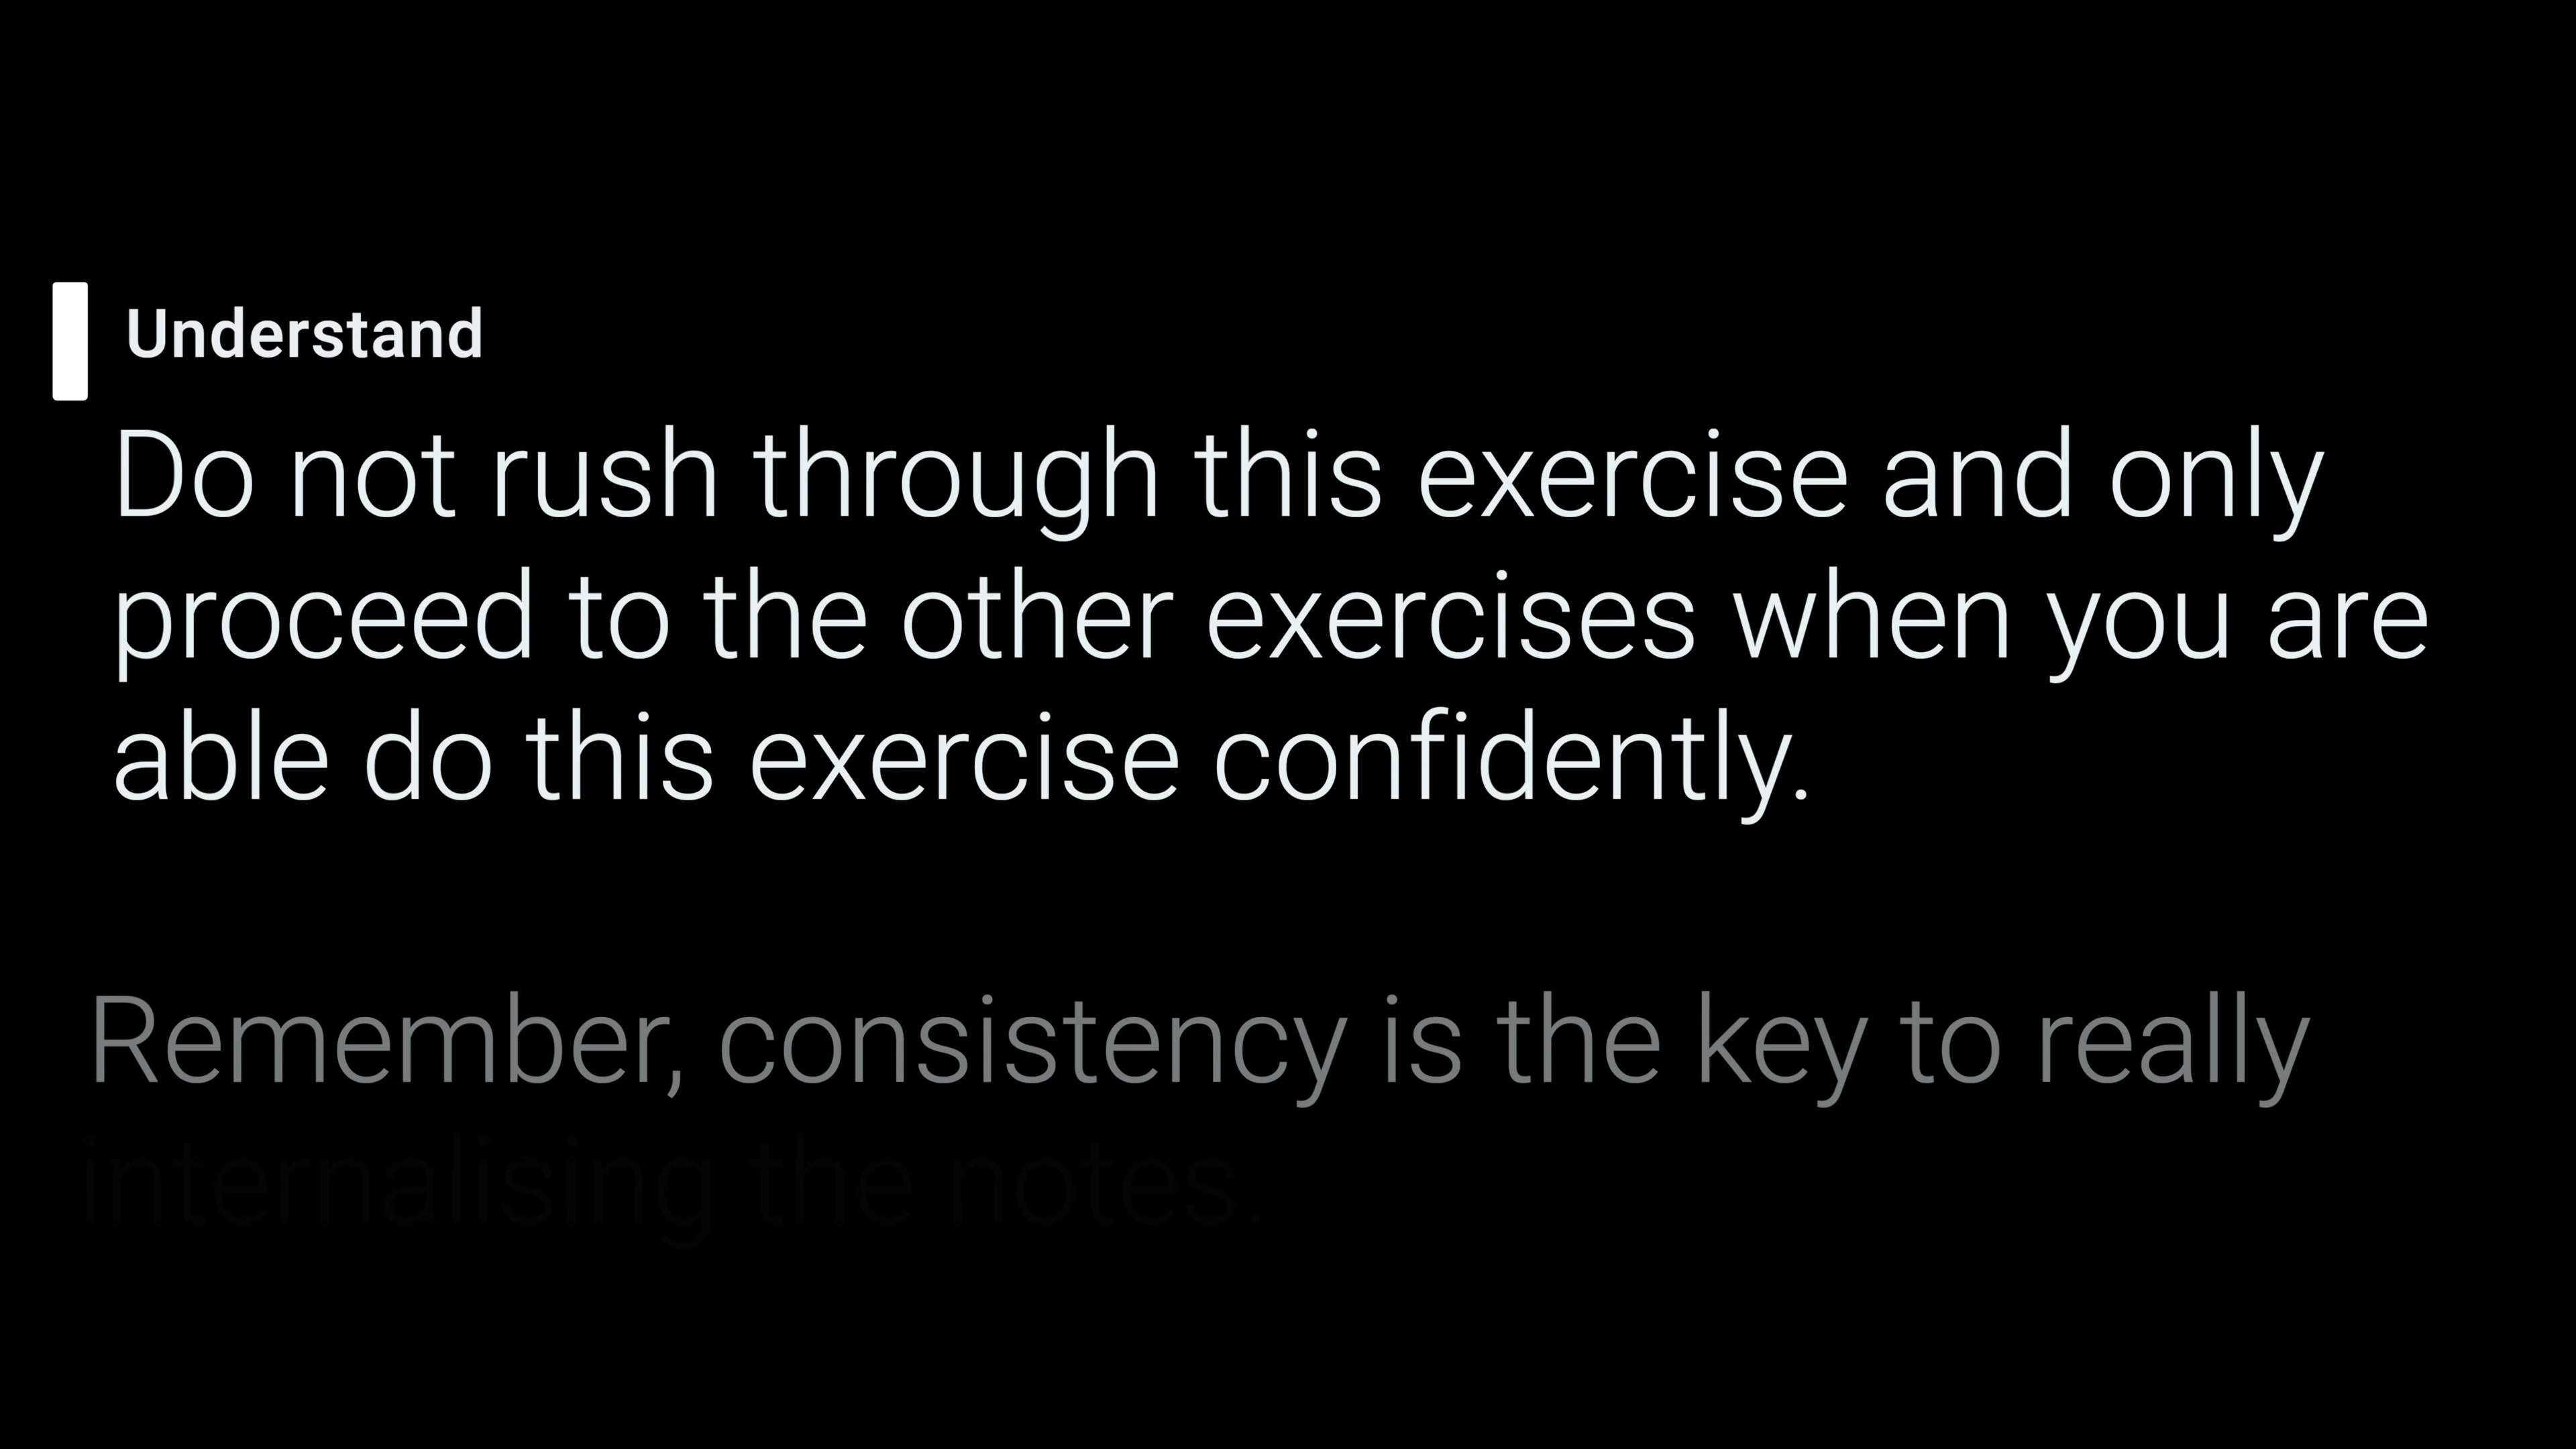 Understand
Do not rush through this exercise and only
proceed to the other exercises when you are
able do this exercise confidently.
Remember, consistency is the key to really
internalising the notes.